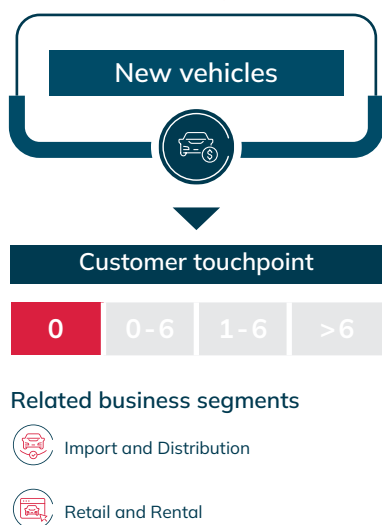 New vehicles
$
Customer touchpoint
0 0-6 1-6 >6
Related business segments
Import and Distribution
Retail and Rental